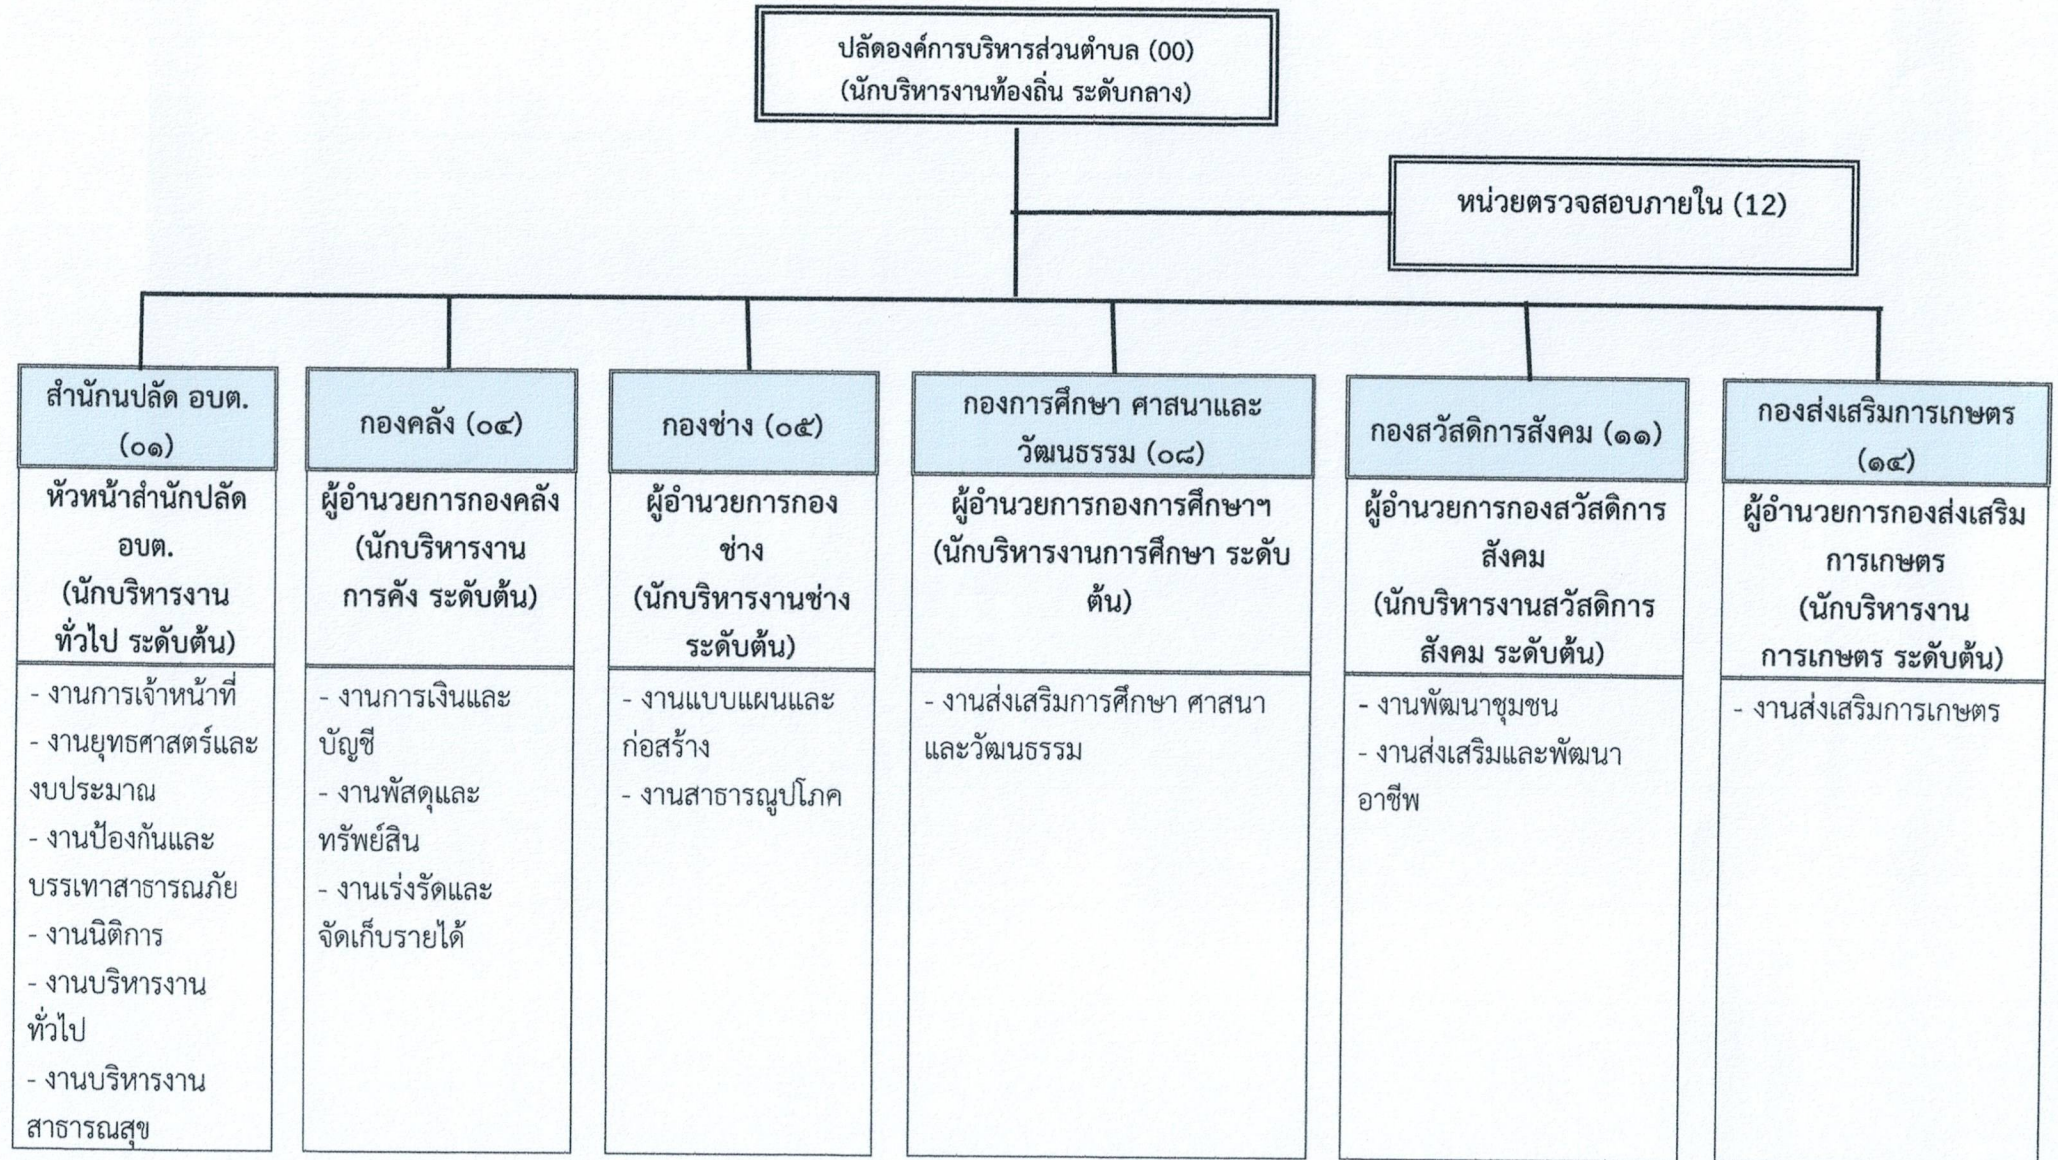 ปลัดองค์การบริหารส่วนตำบล (00)
(นักบริหารงานท้องถิ่น ระดับกลาง)
หน่วยตรวจสอบภายใน (12)
สำนักนปลัด อบต.
(๐๑)
หัวหน้าสำนักปลัด
อบต.
(นักบริหารงาน
ทั่วไป ระดับต้น)
- งานการเจ้าหน้าที่
- งานยุทธศาสตร์และ
งบประมาณ
- งานป้องกันและ
บรรเทาสาธารณภัย
- งานนิติการ
- งานบริหารงาน
ทั่วไป
- งานบริหารงาน
สาธารณสุข
กองคลัง (๐๔)
ผู้อำนวยการกองคลัง
(นักบริหารงาน
การคัง ระดับต้น)
- งานการเงินและ
บัญชี
- งานพัสดุและ
ทรัพย์สิน
- งานเร่งรัดและ
จัดเก็บรายได้
กองช่าง (๐๕)
ผู้อำนวยการกอง
ช่าง
(นักบริหารงานช่าง
ระดับต้น)
- งานแบบแผนและ
ก่อสร้าง
- งานสาธารณูปโภค
กองการศึกษา ศาสนาและ
วัฒนธรรม (๐๘)
ผู้อำนวยการกองการศึกษาฯ
(นักบริหารงานการศึกษา ระดับ
ต้น)
- งานส่งเสริมการศึกษา ศาสนา
และวัฒนธรรม
กองสวัสดิการสังคม (๑๑)
ผู้อำนวยการกองสวัสดิการ
สังคม
(นักบริหารงานสวัสดิการ
สังคม ระดับต้น)
- งานพัฒนาชุมชน
- งานส่งเสริมและพัฒนา
อาชีพ
กองส่งเสริมการเกษตร
(๑๔)
ผู้อำนวยการกองส่งเสริม
การเกษตร
(นักบริหารงาน
การเกษตร ระดับต้น)
- งานส่งเสริมการเกษตร